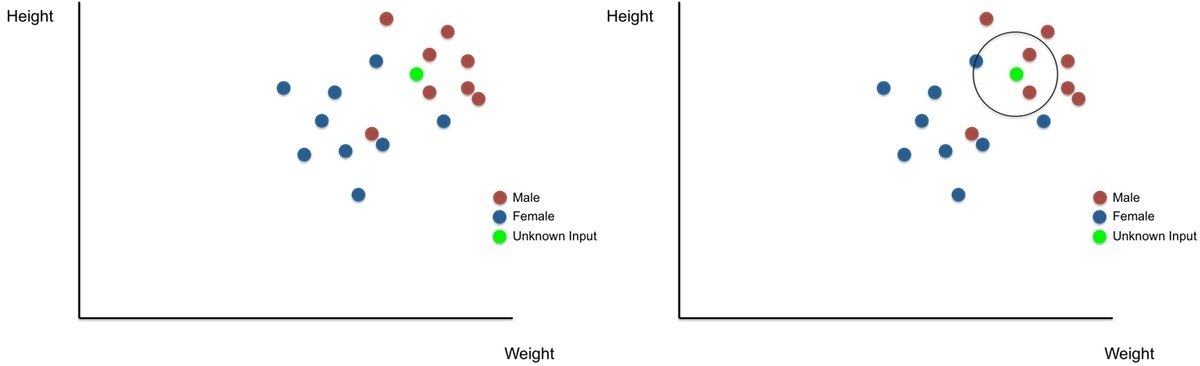 Height
Male
Female
Unknown Input
Weight
Height
Male
Female
Unknown Input
Weight